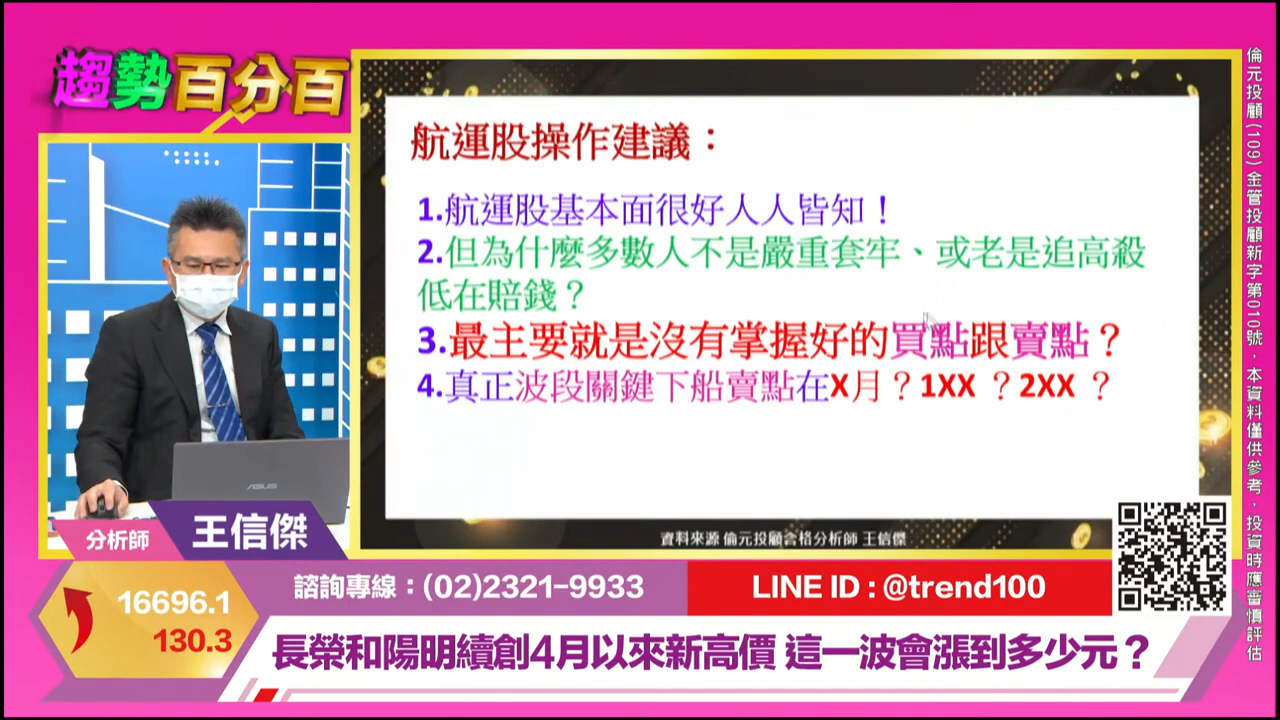 趨勢百分百
航運股操作建議：
1.航運股基本面很好人人皆知！
2.但為什麼多數人不是嚴重套牢、或老是追高殺
低在賠錢？
3.最主要就是沒有掌握好的買點跟賣點？
4.真正波段關鍵下船賣點在X月？1XX ？2XX ？
資料來源 倫元投顧合格分析師 王信傑
ASUS
分析師 王信傑
諮詢專線：(02)2321-9933
LINE ID : @trend100
16696.1
130.3
長榮和陽明續創4月以來新高價 這一波會漲到多少元？
倫元投顧(109)金管投顧新字第010號，本資料僅供參考，投資時應審慎評估